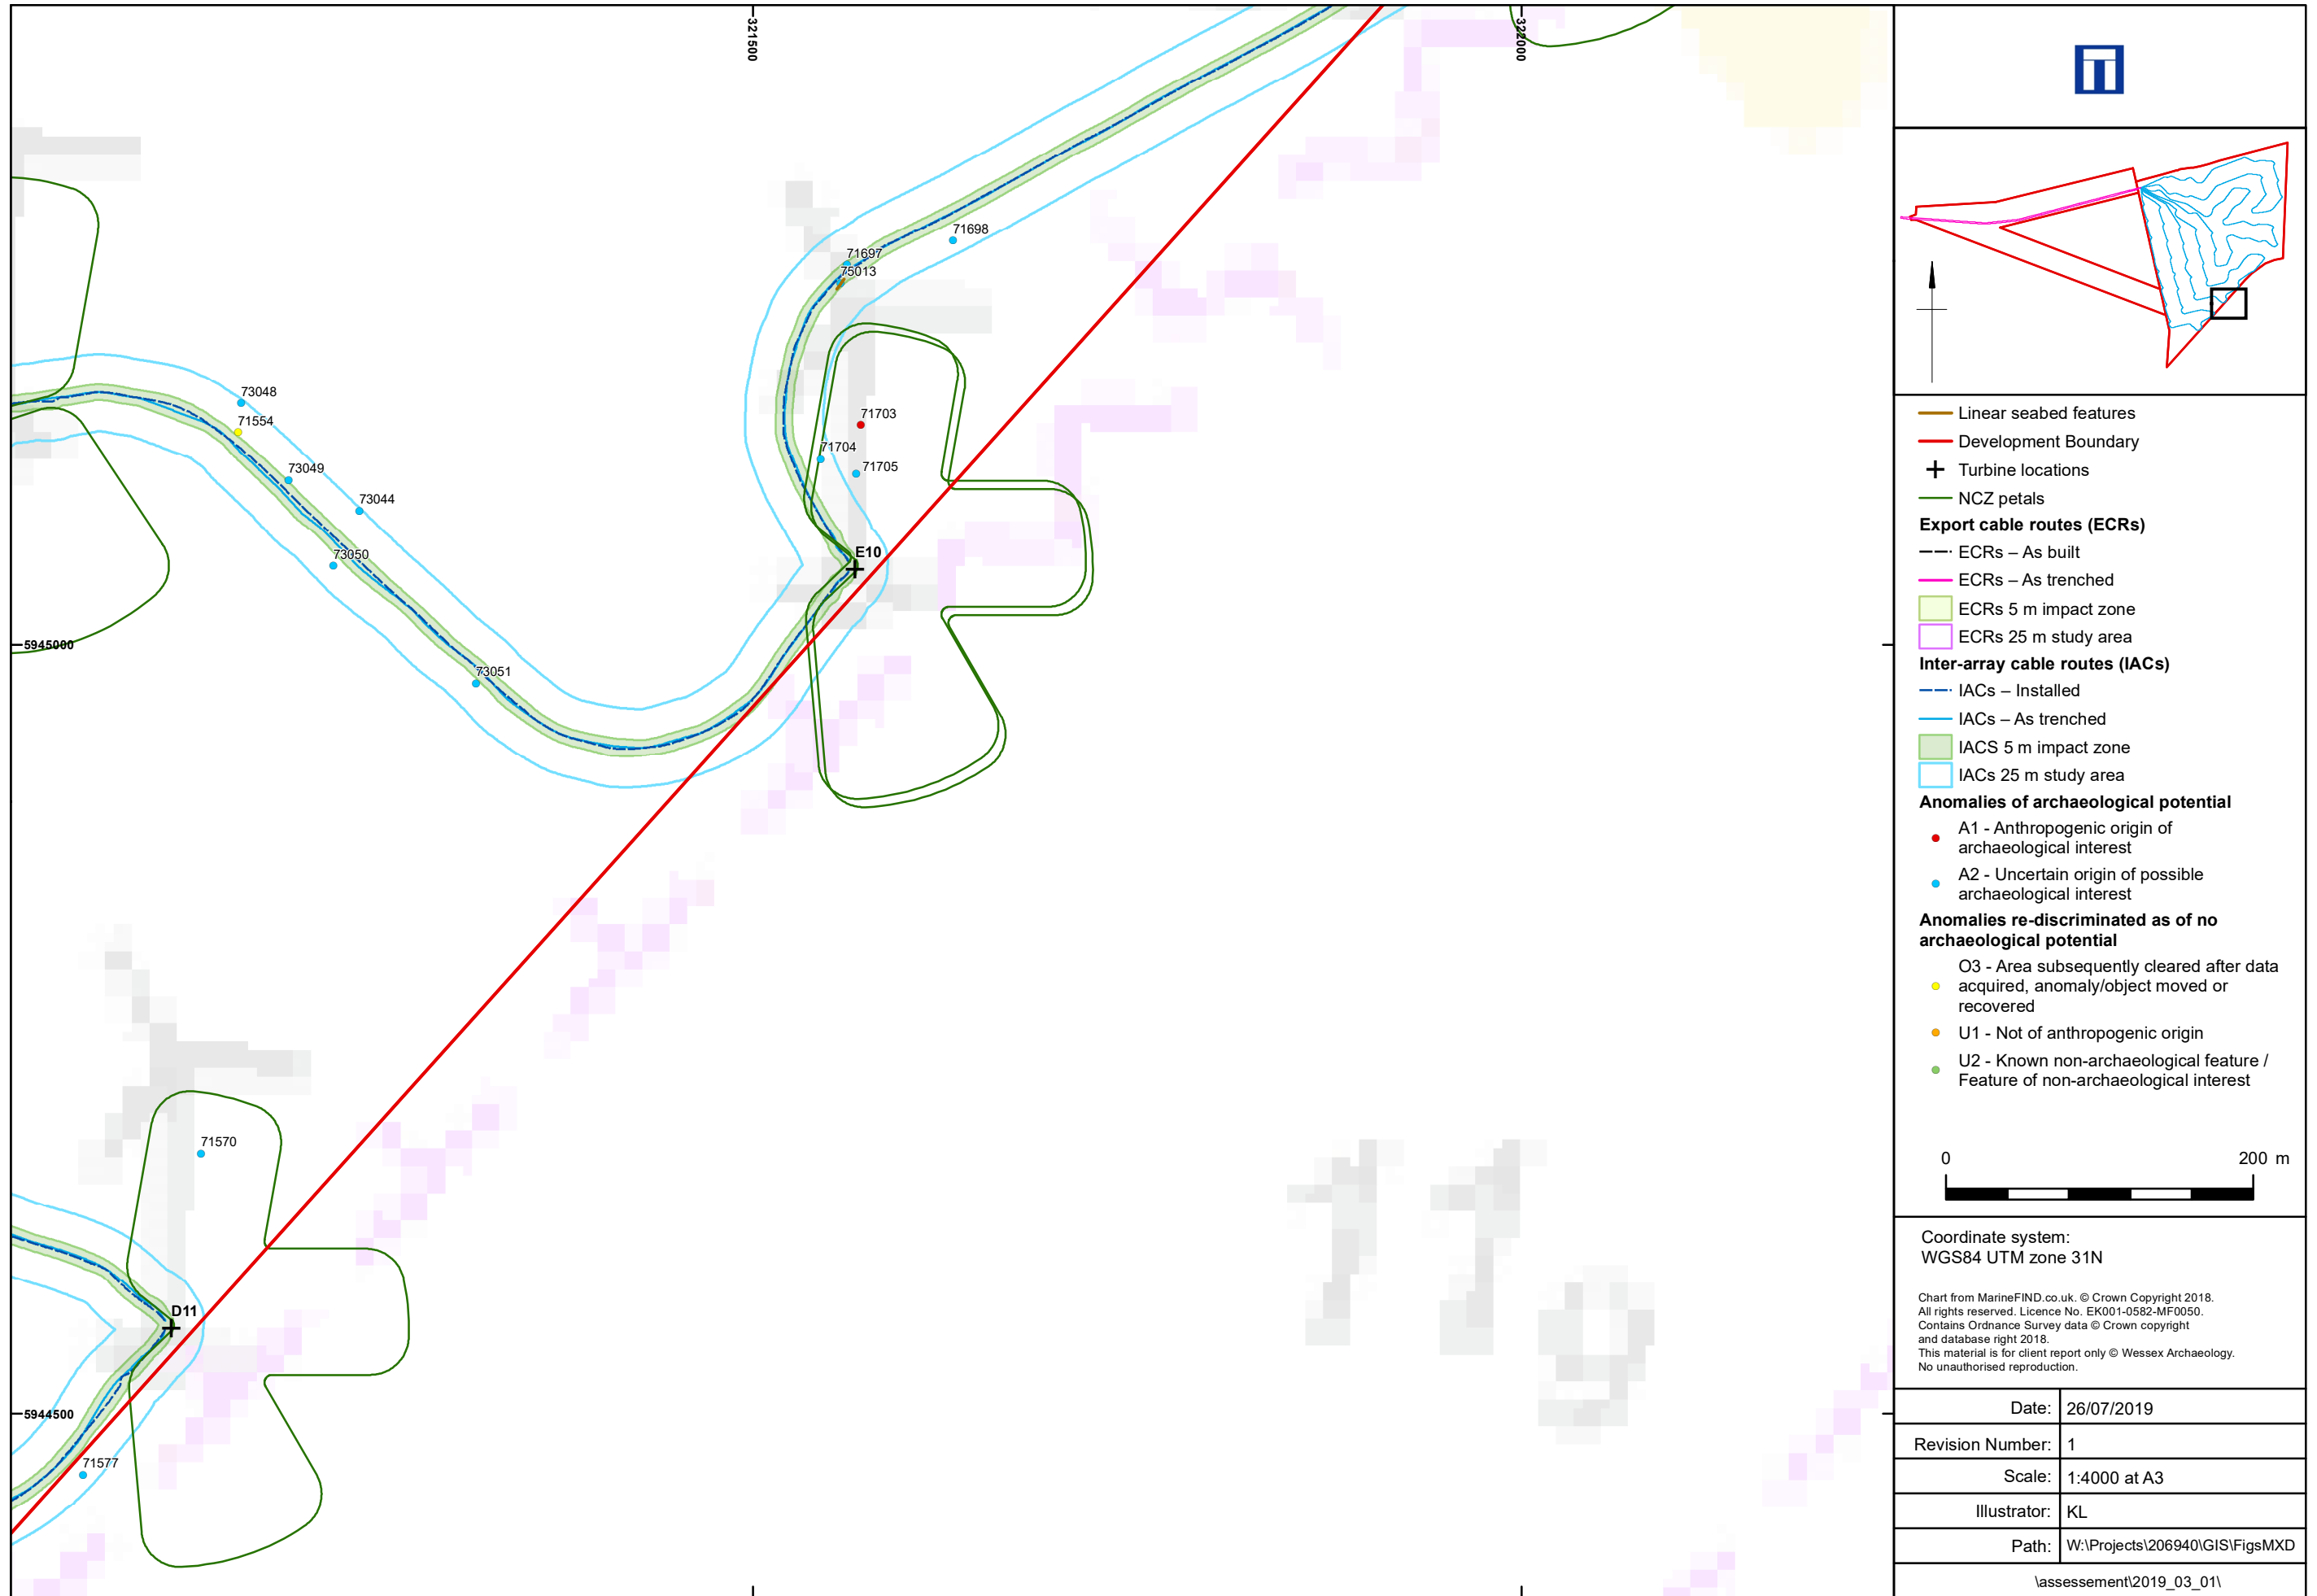 321500
322000
71698
71697
75013
73048
71554
71703
71704
71705
73049
73044
73050
E10
5945000
73051
71570
D11
5944500
71577
Linear seabed features
Development Boundary
Turbine locations
NCZ petals
Export cable routes (ECRs)
ECRs – As built
ECRs – As trenched
ECRs 5 m impact zone
ECRs 25 m study area
Inter-array cable routes (IACs)
IACs – Installed
IACs – As trenched
IACS 5 m impact zone
IACs 25 m study area
Anomalies of archaeological potential
A1 - Anthropogenic origin of
archaeological interest
A2 - Uncertain origin of possible
archaeological interest
Anomalies re-discriminated as of no
archaeological potential
O3 - Area subsequently cleared after data
acquired, anomaly/object moved or
recovered
U1 - Not of anthropogenic origin
U2 - Known non-archaeological feature /
Feature of non-archaeological interest
0 200 m
Coordinate system:
WGS84 UTM zone 31N
Chart from MarineFIND.co.uk. © Crown Copyright 2018.
All rights reserved. Licence No. EK001-0582-MF0050.
Contains Ordnance Survey data © Crown copyright
and database right 2018.
This material is for client report only © Wessex Archaeology.
No unauthorised reproduction.
Date: 26/07/2019
Revision Number: 1
Scale: 1:4000 at A3
Illustrator: KL
Path: W:\Projects\206940\GIS\FigsMXD
\assessement\2019_03_01\